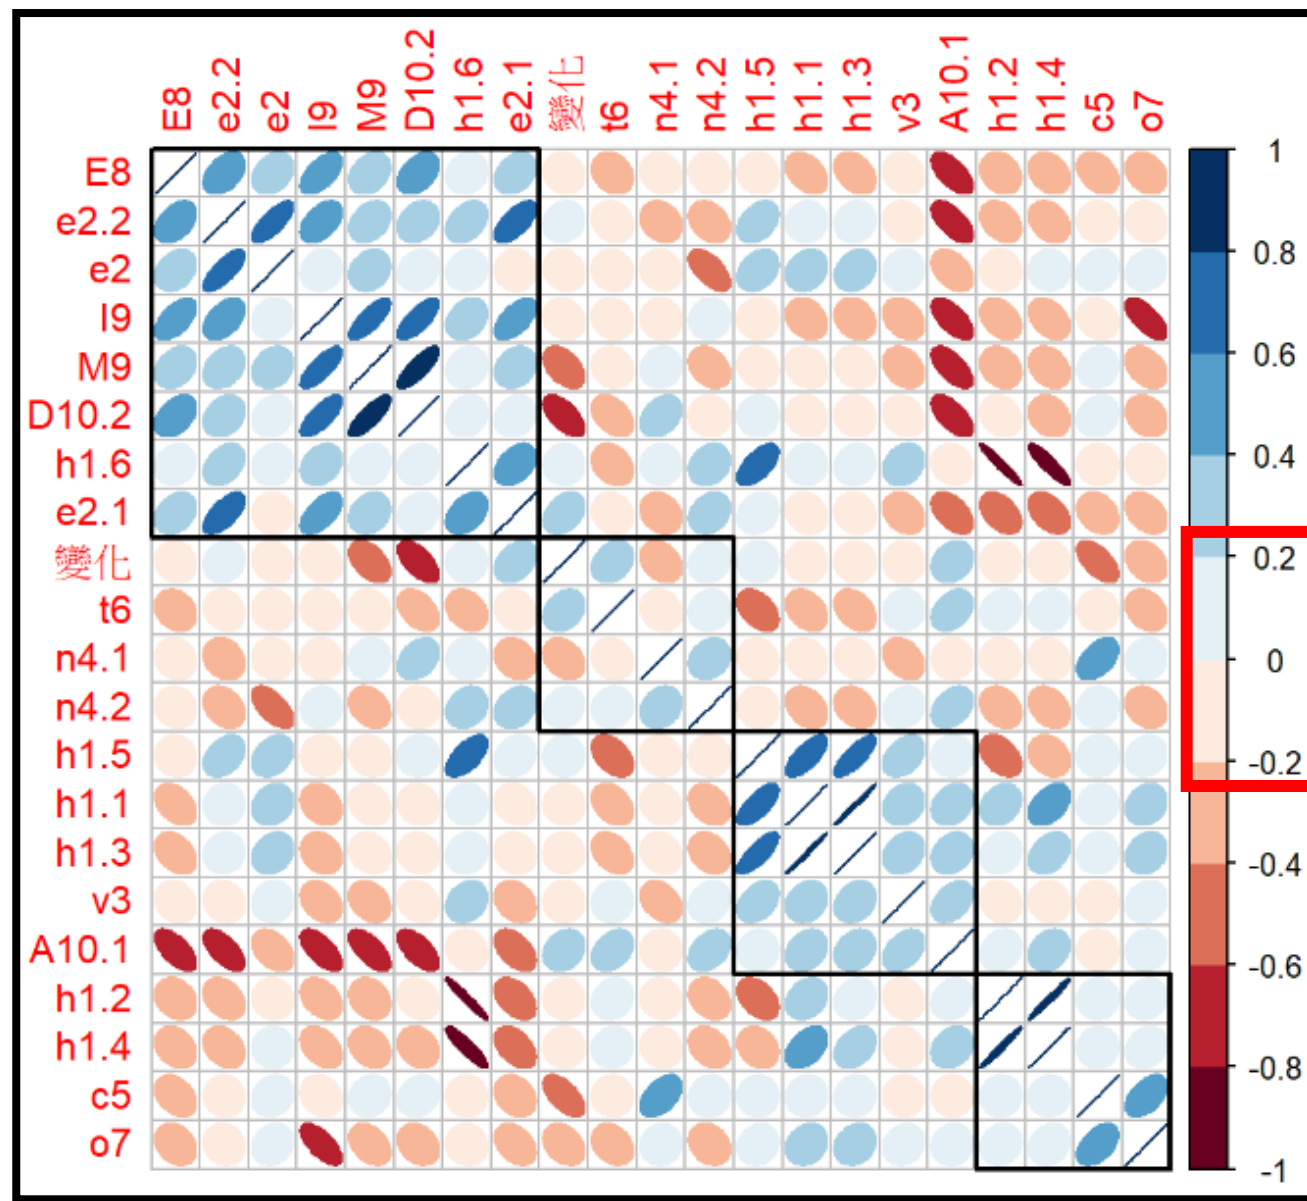 E8
e2.2
e2
I9
M9
D10.2
h1.6
e2.1
變化
t6
n4.1
n4.2
h1.5
h1.1
h1.3
v3
A10.1
h1.2
h1.4
c5
o7
E8
e2.2
e2
I9
M9
D10.2
h1.6
e2.1
變化
t6
n4.1
n4.2
h1.5
h1.1
h1.3
v3
A10.1
h1.2
h1.4
c5
o7
1
0.8
0.6
0.4
0.2
0
-0.2
-0.4
-0.6
-0.8
-1